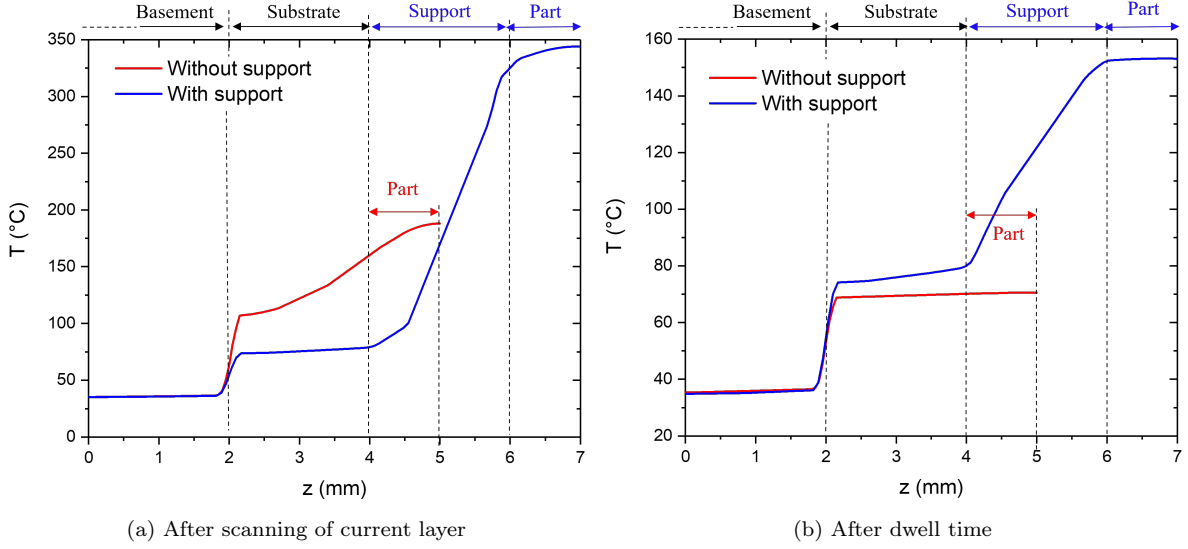 Basement Substrate Support Part
350
300
250
200
150
100
50
0
T (°C)
Without support
With support
Part
0 1 2 3 4 5 6 7
z (mm)
(a) After scanning of current layer
Basement Substrate Support Part
160
140
120
100
80
60
40
20
T (°C)
Without support
With support
Part
0 1 2 3 4 5 6 7
z (mm)
(b) After dwell time